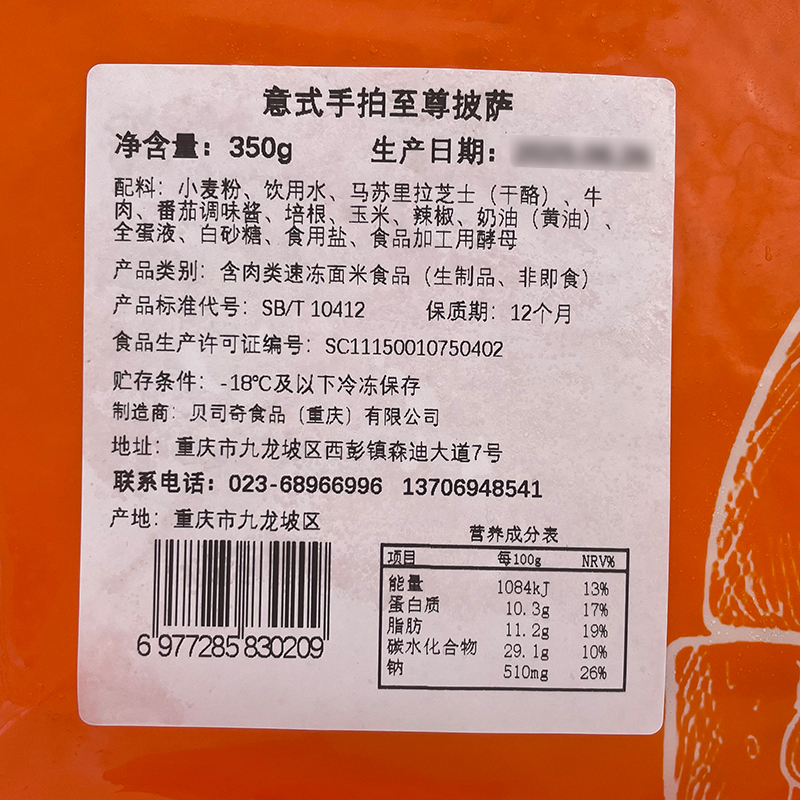 意式手拍至尊披萨
净含量：350g 生产日期：
配料：小麦粉、饮用水、马苏里拉芝士（干酪）、牛
肉、番茄调味酱、培根、玉米、辣椒、奶油（黄油）、
全蛋液、白砂糖、食用盐、食品加工用酵母
产品类别：含肉类速冻面米食品（生制品、非即食）
产品标准代号：SB/T 10412 保质期：12个月
食品生产许可证编号：SC11150010750402
贮存条件：-18℃及以下冷冻保存
制造商：贝司奇食品（重庆）有限公司
地址：重庆市九龙坡区西彭镇森迪大道7号
联系电话：023-68966996 13706948541
产地：重庆市九龙坡区
6 977285 830209
营养成分表
项目 每100g NRV%
能量 1084kJ 13%
蛋白质 10.3g 17%
脂肪 11.2g 19%
碳水化合物 29.1g 10%
钠 510mg 26%